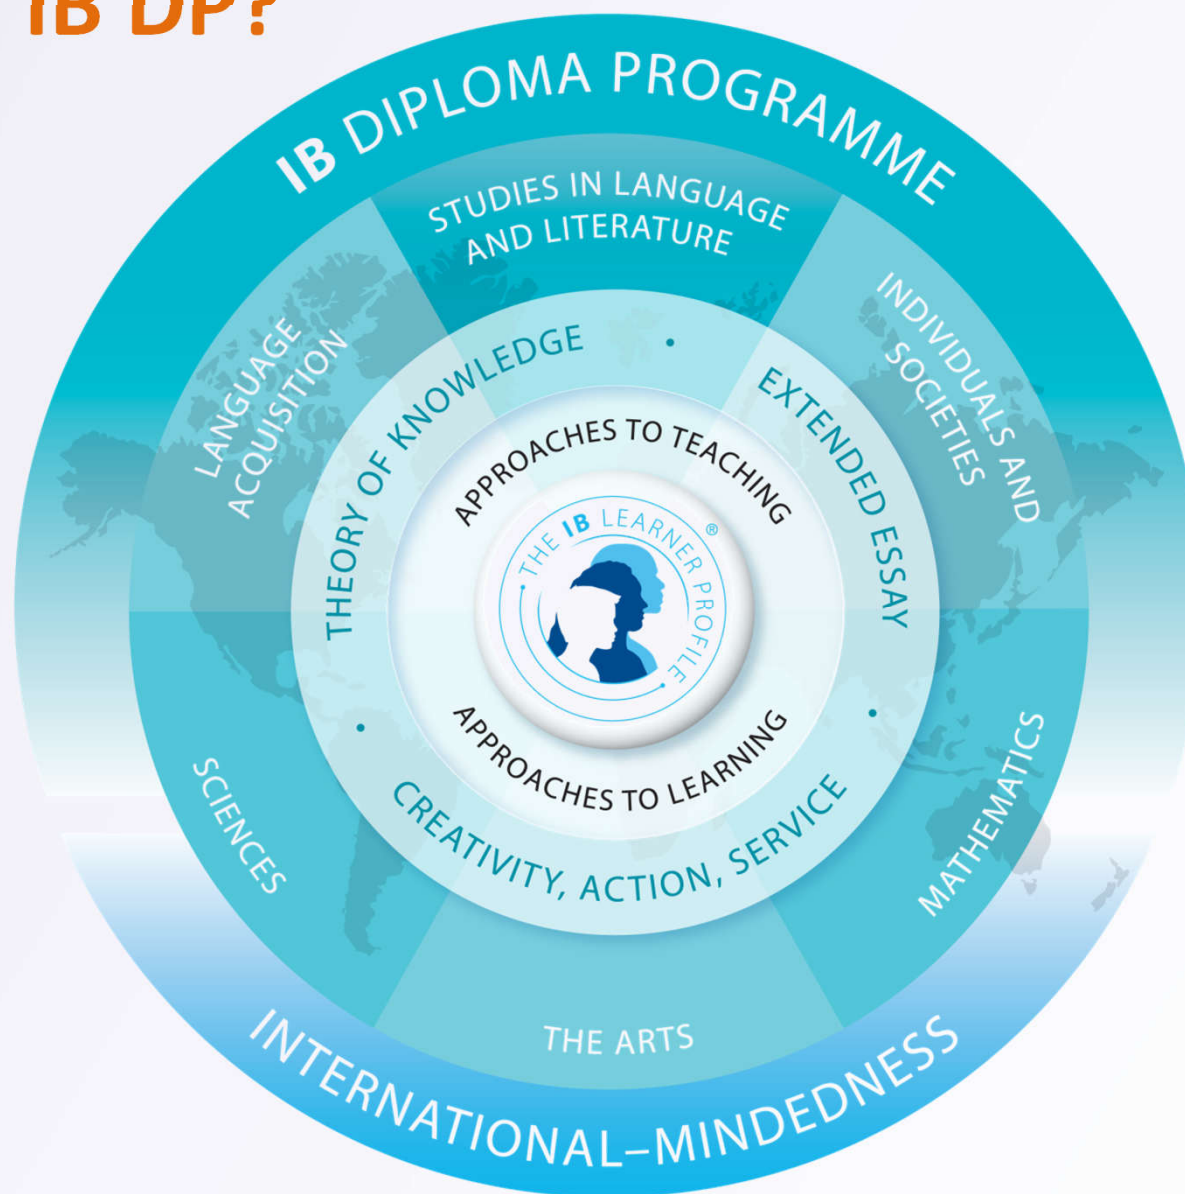 IB DP?
IB DIPLOMA PROGRAMME
STUDIES IN LANGUAGE
AND LITERATURE
INDIVIDUALS AND
SOCIETIES
LANGUAGE
ACQUISITION
THEORY OF KNOWLEDGE
EXTENDED ESSAY
APPROACHES TO TEACHING
THE IB LEARNER PROFILE ®
APPROACHES TO LEARNING
CREATIVITY, ACTION, SERVICE
SCIENCES
MATHEMATICS
THE ARTS
INTERNATIONAL–MINDEDNESS